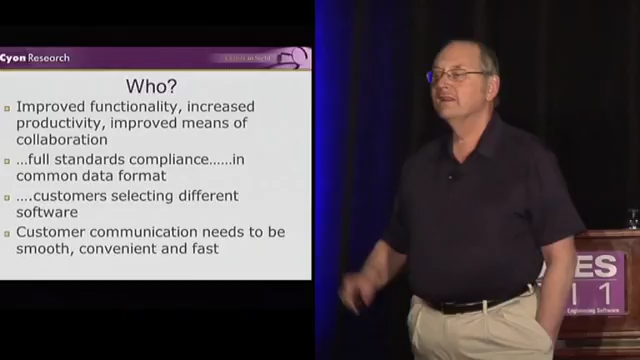 Cyon Research
Who?
Improved functionality, increased
productivity, improved means of
collaboration
...full standards compliance......in
common data format
....customers selecting different
software
Customer communication needs to be
smooth, convenient and fast
ES
11
Engineering Software